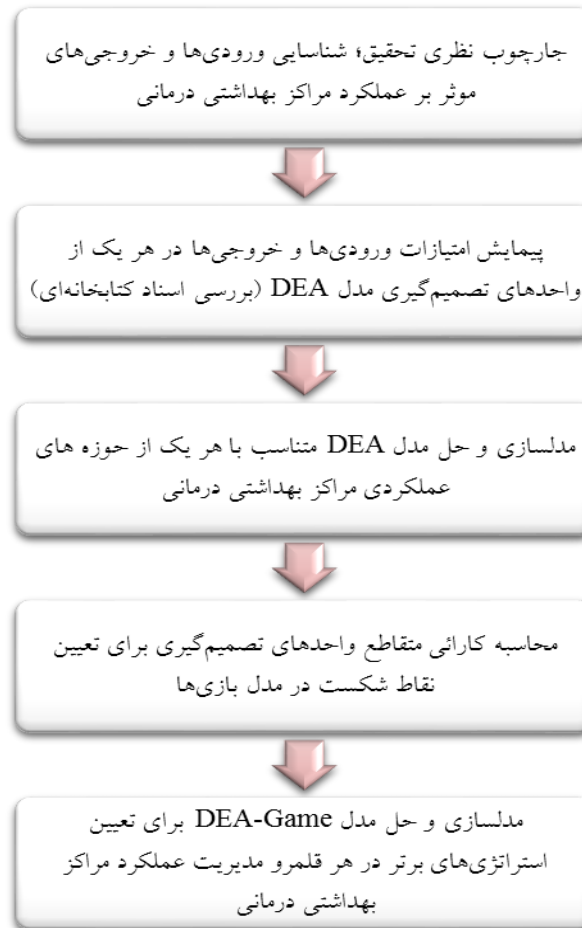 جارچوب نظری تحقیق؛ شناسایی ورودی‌ها و خروجی‌های
موثر بر عملکرد مراکز بهداشتی درمانی
پیمایش امتیازات ورودی‌ها و خروجی‌ها در هر یک از
واحدهای تصمیم‌گیری مدل DEA (بررسی اسناد کتابخانه‌ای)
مدلسازی و حل مدل DEA متناسب با هر یک از حوزه های
عملکردی مراکز بهداشتی درمانی
محاسبه کارائی متقاطع واحدهای تصمیم‌گیری برای تعیین
نقاط شکست در مدل بازی‌ها
مدلسازی و حل مدل DEA-Game برای تعیین
استراتژی‌های برتر در هر قلمرو مدیریت عملکرد مراکز
بهداشتی درمانی